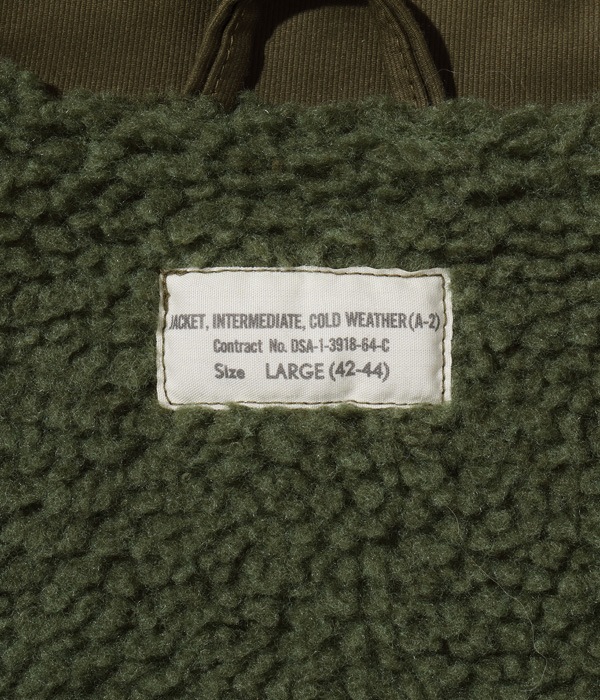 JACKET, INTERMEDIATE, COLD WEATHER (A-2)
Contract No. DSA-1-3918-64-C
Size LARGE (42-44)